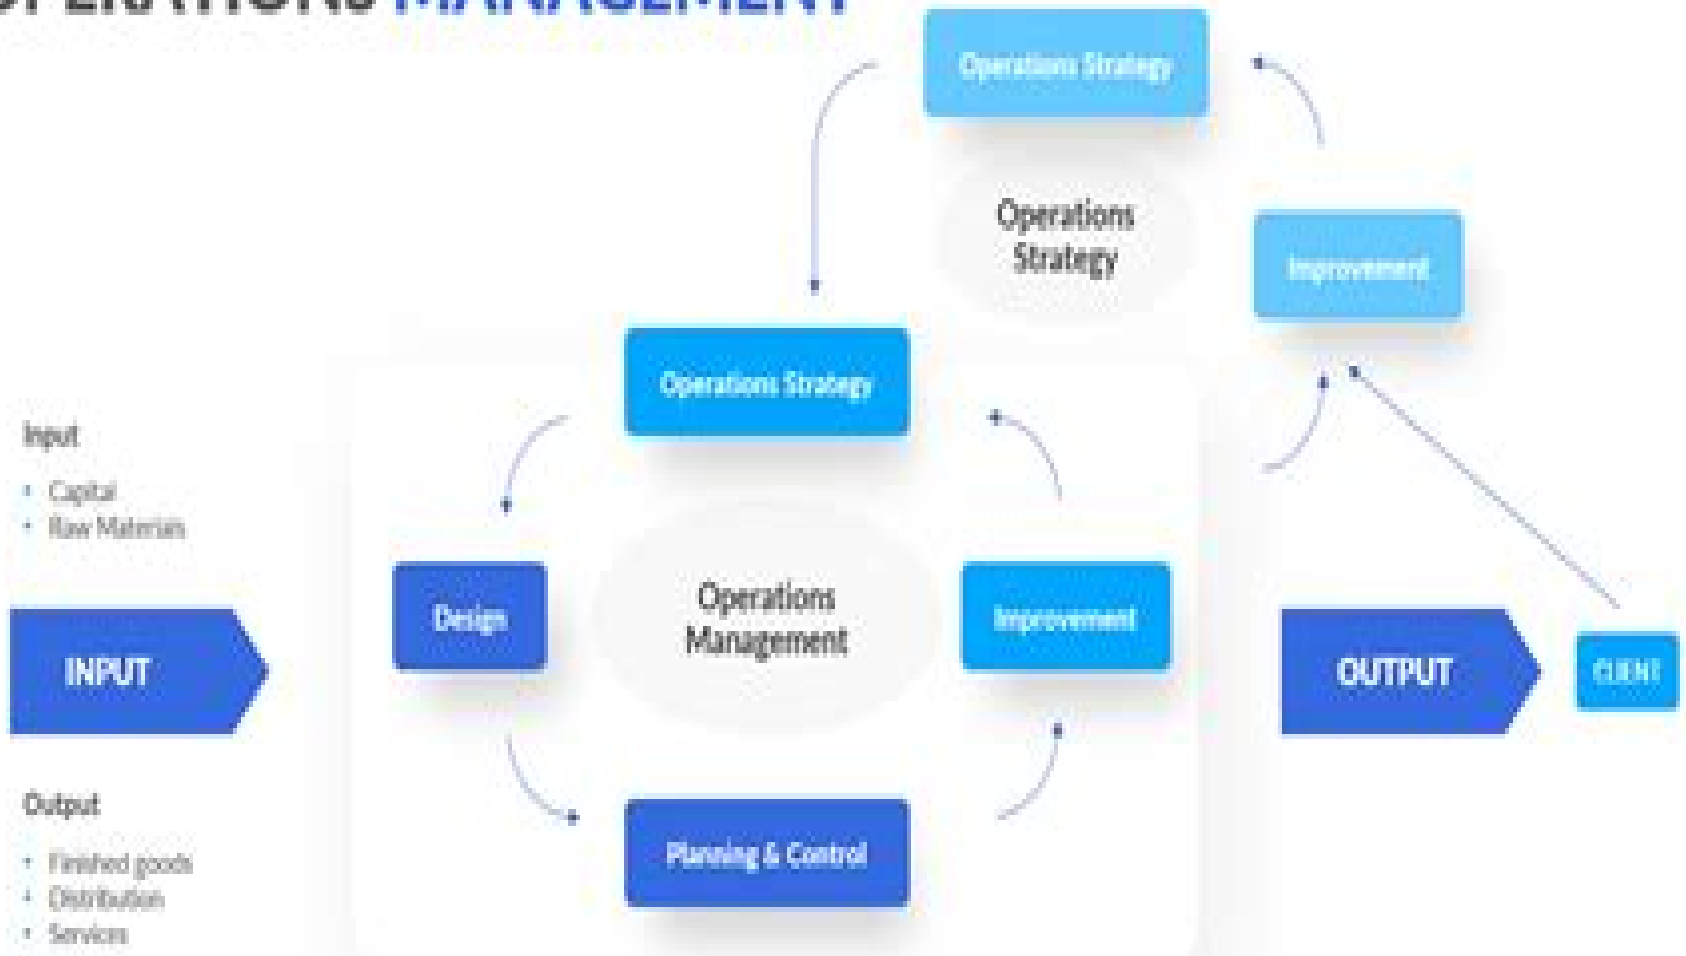 OPERATIONS MANAGEMENT
Operations Strategy
Operations
Strategy
Improvement
Operations Strategy
Input
• Capital
• Raw Materials
Design
Operations
Management
Improvement
INPUT
OUTPUT
CLIENT
Output
• Finished goods
• Distribution
• Services
Planning & Control